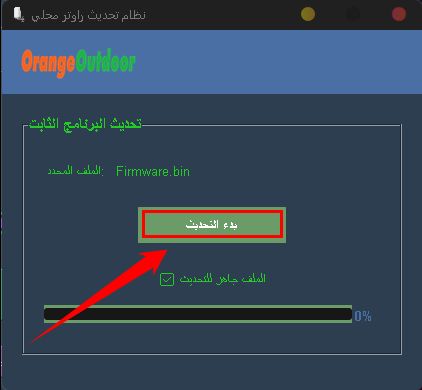 نظام تحديث راوتر محلي
OrangeOutdoor
تحديث البرنامج الثابت
الملف المحدد: Firmware.bin
بدء التحديث
الملف جاهز للتحديث
0%